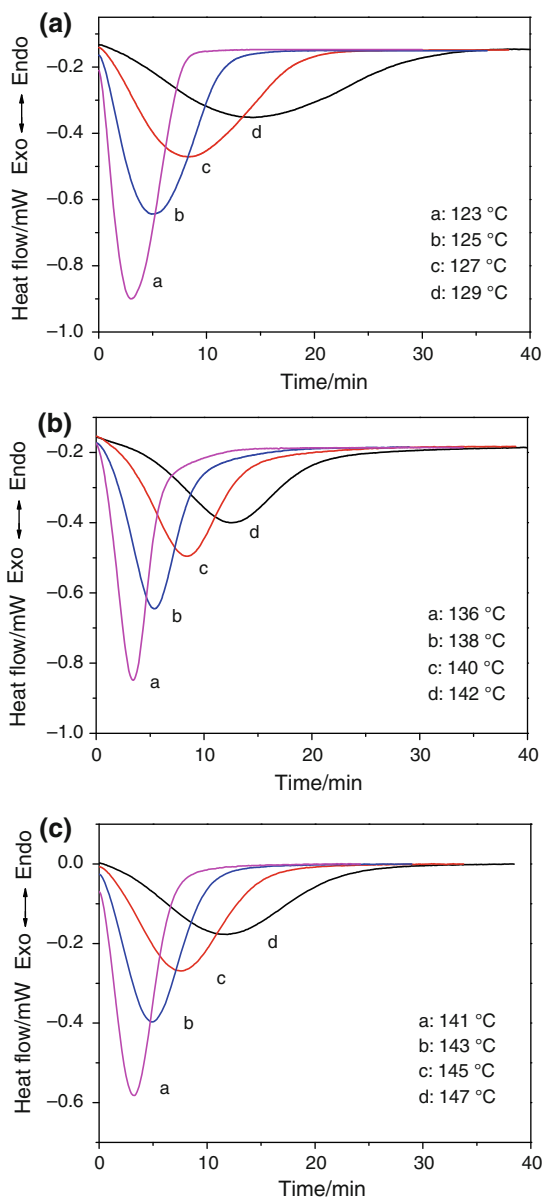 (a)
Heat flow/mW Exo ⟷ Endo
−0.2
−0.4
−0.6
−0.8
−1.0
a
b
c
d
a: 123 °C
b: 125 °C
c: 127 °C
d: 129 °C
0 10 20 30 40
Time/min
(b)
Heat flow/mW Exo ⟷ Endo
−0.2
−0.4
−0.6
−0.8
−1.0
a
b
c
d
a: 136 °C
b: 138 °C
c: 140 °C
d: 142 °C
0 10 20 30 40
Time/min
(c)
Heat flow/mW Exo ⟷ Endo
0.0
−0.2
−0.4
−0.6
a
b
c
d
a: 141 °C
b: 143 °C
c: 145 °C
d: 147 °C
0 10 20 30 40
Time/min